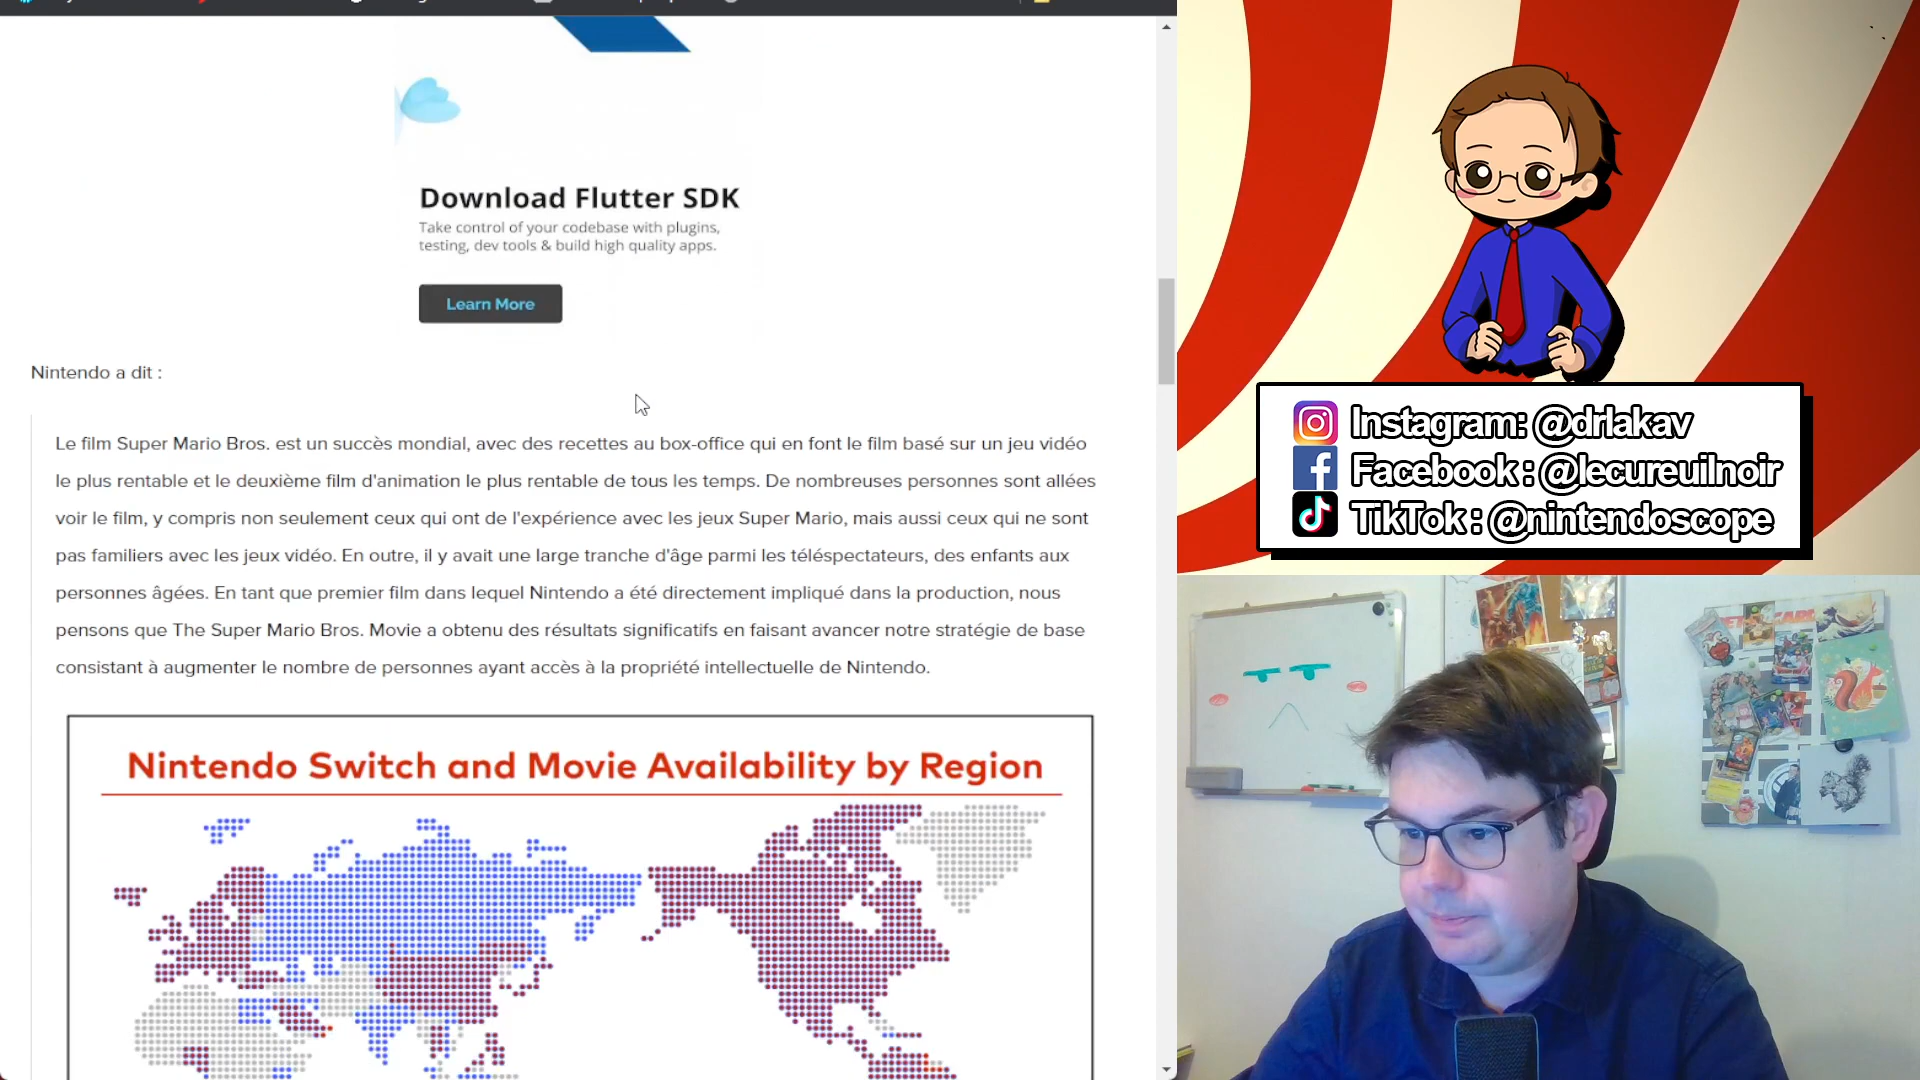 Download Flutter SDK
Take control of your codebase with plugins,
testing, dev tools & build high quality apps.
Learn More
Nintendo a dit :
Le film Super Mario Bros. est un succès mondial, avec des recettes au box-office qui en font le film basé sur un jeu vidéo
le plus rentable et le deuxième film d'animation le plus rentable de tous les temps. De nombreuses personnes sont allées
voir le film, y compris non seulement ceux qui ont de l'expérience avec les jeux Super Mario, mais aussi ceux qui ne sont
pas familiers avec les jeux vidéo. En outre, il y avait une large tranche d'âge parmi les téléspectateurs, des enfants aux
personnes âgées. En tant que premier film dans lequel Nintendo a été directement impliqué dans la production, nous
pensons que The Super Mario Bros. Movie a obtenu des résultats significatifs en faisant avancer notre stratégie de base
consistant à augmenter le nombre de personnes ayant accès à la propriété intellectuelle de Nintendo.
Nintendo Switch and Movie Availability by Region
Instagram: @drlakav
Facebook : @lecureuilnoir
TikTok : @nintendoscope